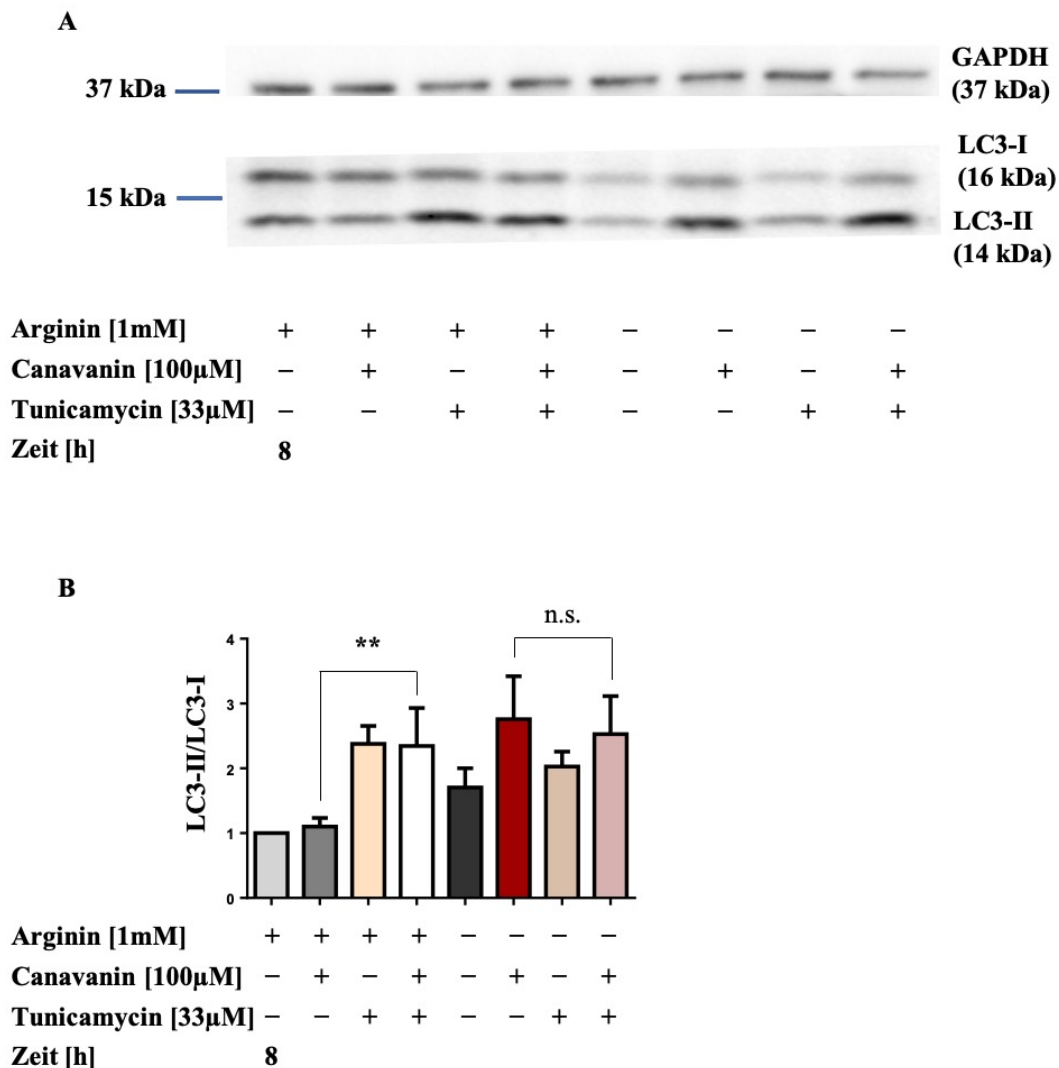 A
GAPDH
37 kDa
(37 kDa)
LC3-I
(16 kDa)
15 kDa
LC3-II
(14 kDa)
Arginin [1mM] + + + + − − − −
Canavanin [100µM] − + − + − + − +
Tunicamycin [33µM] − − + + − − + +
Zeit [h] 8
B
n.s.
**
4
3
2
1
0
LC3-II/LC3-I
Arginin [1mM] + + + + − − − −
Canavanin [100µM] − + − + − + − +
Tunicamycin [33µM] − − + + − − + +
Zeit [h] 8